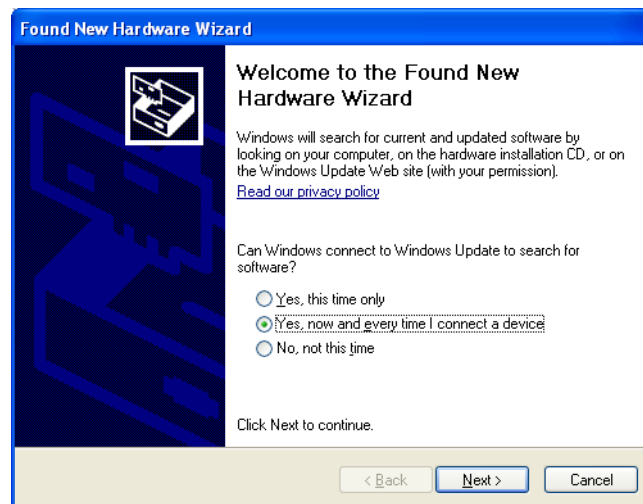 Found New Hardware Wizard
Welcome to the Found New
Hardware Wizard
Windows will search for current and updated software by
looking on your computer, on the hardware installation CD, or on
the Windows Update Web site (with your permission).
Read our privacy policy
Can Windows connect to Windows Update to search for
software?
Yes, this time only
Yes, now and every time I connect a device
No, not this time
Click Next to continue.
< Back Next > Cancel